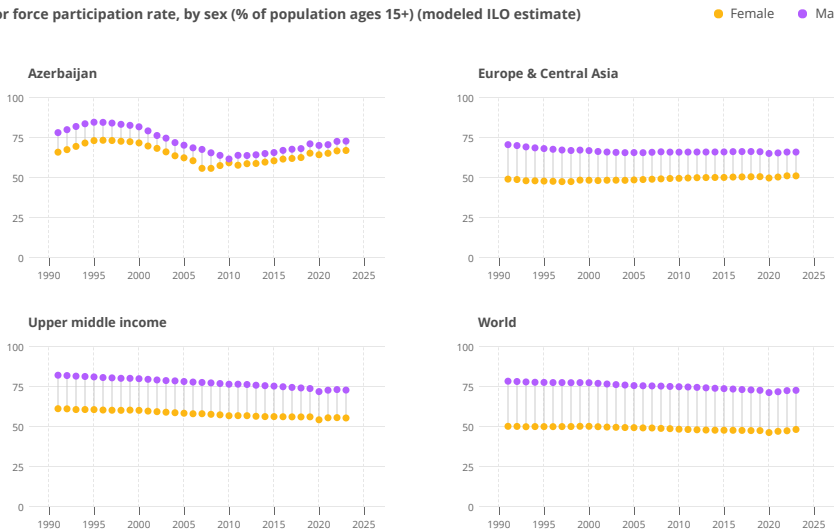 force participation rate, by sex (% of population ages 15+) (modeled ILO estimate)
Female
Azerbaijan
Europe & Central Asia
100
75
50
25
0
1990 1995 2000 2005 2010 2015 2020 2025
100
75
50
25
0
1990 1995 2000 2005 2010 2015 2020 2025
Upper middle income
World
100
75
50
25
0
1990 1995 2000 2005 2010 2015 2020 2025
100
75
50
25
0
1990 1995 2000 2005 2010 2015 2020 2025